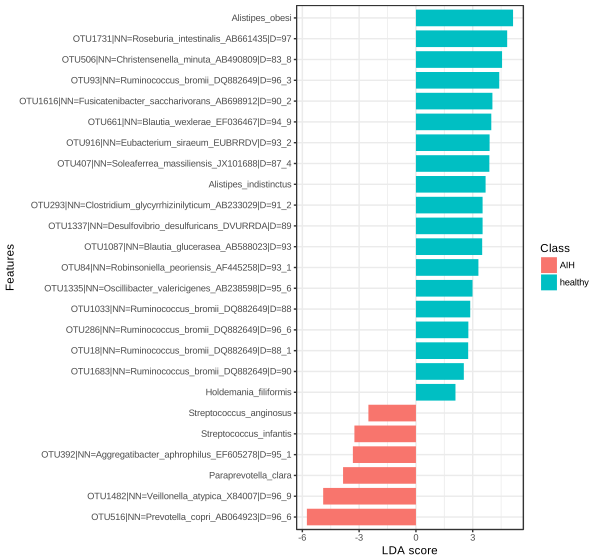 Alistipes_obesi
OTU1731|NN=Roseburia_intestinalis_AB661435|D=97
OTU506|NN=Christensenella_minuta_AB490809|D=83_8
OTU93|NN=Ruminococcus_bromii_DQ882649|D=96_3
OTU1616|NN=Fusicatenibacter_saccharivorans_AB698912|D=90_2
OTU661|NN=Blautia_wexlerae_EF036467|D=94_9
OTU916|NN=Eubacterium_siraeum_EUBRRDV|D=93_2
OTU407|NN=Soleaferrea_massiliensis_JX101688|D=87_4
Alistipes_indistinctus
OTU293|NN=Clostridium_glycyrrhizinilyticum_AB233029|D=91_2
OTU1337|NN=Desulfovibrio_desulfuricans_DVURRDA|D=89
OTU1087|NN=Blautia_glucerasea_AB588023|D=93
OTU84|NN=Robinsoniella_peoriensis_AF445258|D=93_1
OTU1335|NN=Oscillibacter_valericigenes_AB238598|D=95_6
OTU1033|NN=Ruminococcus_bromii_DQ882649|D=88
OTU286|NN=Ruminococcus_bromii_DQ882649|D=96_6
OTU18|NN=Ruminococcus_bromii_DQ882649|D=88_1
OTU1683|NN=Ruminococcus_bromii_DQ882649|D=90
Holdemania_filiformis
Streptococcus_anginosus
Streptococcus_infantis
OTU392|NN=Aggregatibacter_aphrophilus_EF605278|D=95_1
Paraprevotella_clara
OTU1482|NN=Veillonella_atypica_X84007|D=96_9
OTU516|NN=Prevotella_copri_AB064923|D=96_6
Features
-6 -3 0 3
LDA score
Class
AIH
healthy